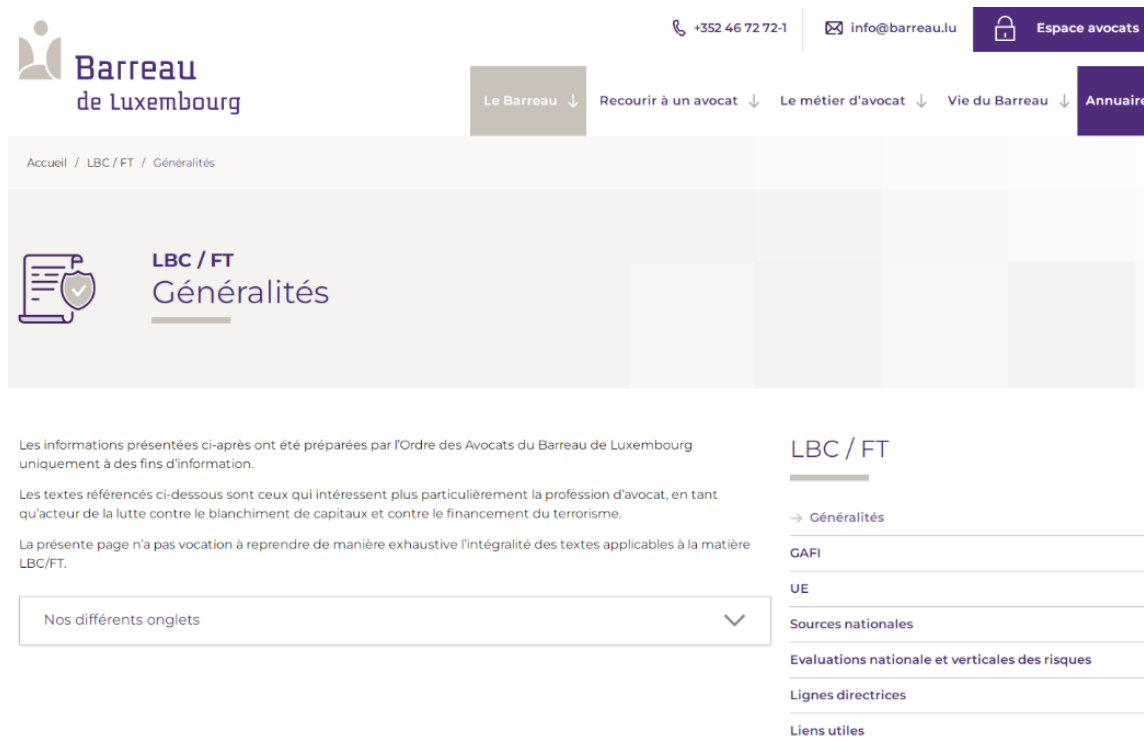 +352 46 72 72-1
info@barreau.lu
Espace avocats
Barreau
de Luxembourg
Le Barreau
Recourir à un avocat
Le métier d'avocat
Vie du Barreau
Annuaire
Accueil / LBC / FT / Généralités
LBC / FT
Généralités
Les informations présentées ci-après ont été préparées par l'Ordre des Avocats du Barreau de Luxembourg
uniquement à des fins d'information.
Les textes référencés ci-dessous sont ceux qui intéressent plus particulièrement la profession d'avocat, en tant
qu'acteur de la lutte contre le blanchiment de capitaux et contre le financement du terrorisme.
La présente page n'a pas vocation à reprendre de manière exhaustive l'intégralité des textes applicables à la matière
LBC/FT.
Nos différents onglets
LBC / FT
→ Généralités
GAFI
UE
Sources nationales
Evaluations nationale et verticales des risques
Lignes directrices
Liens utiles